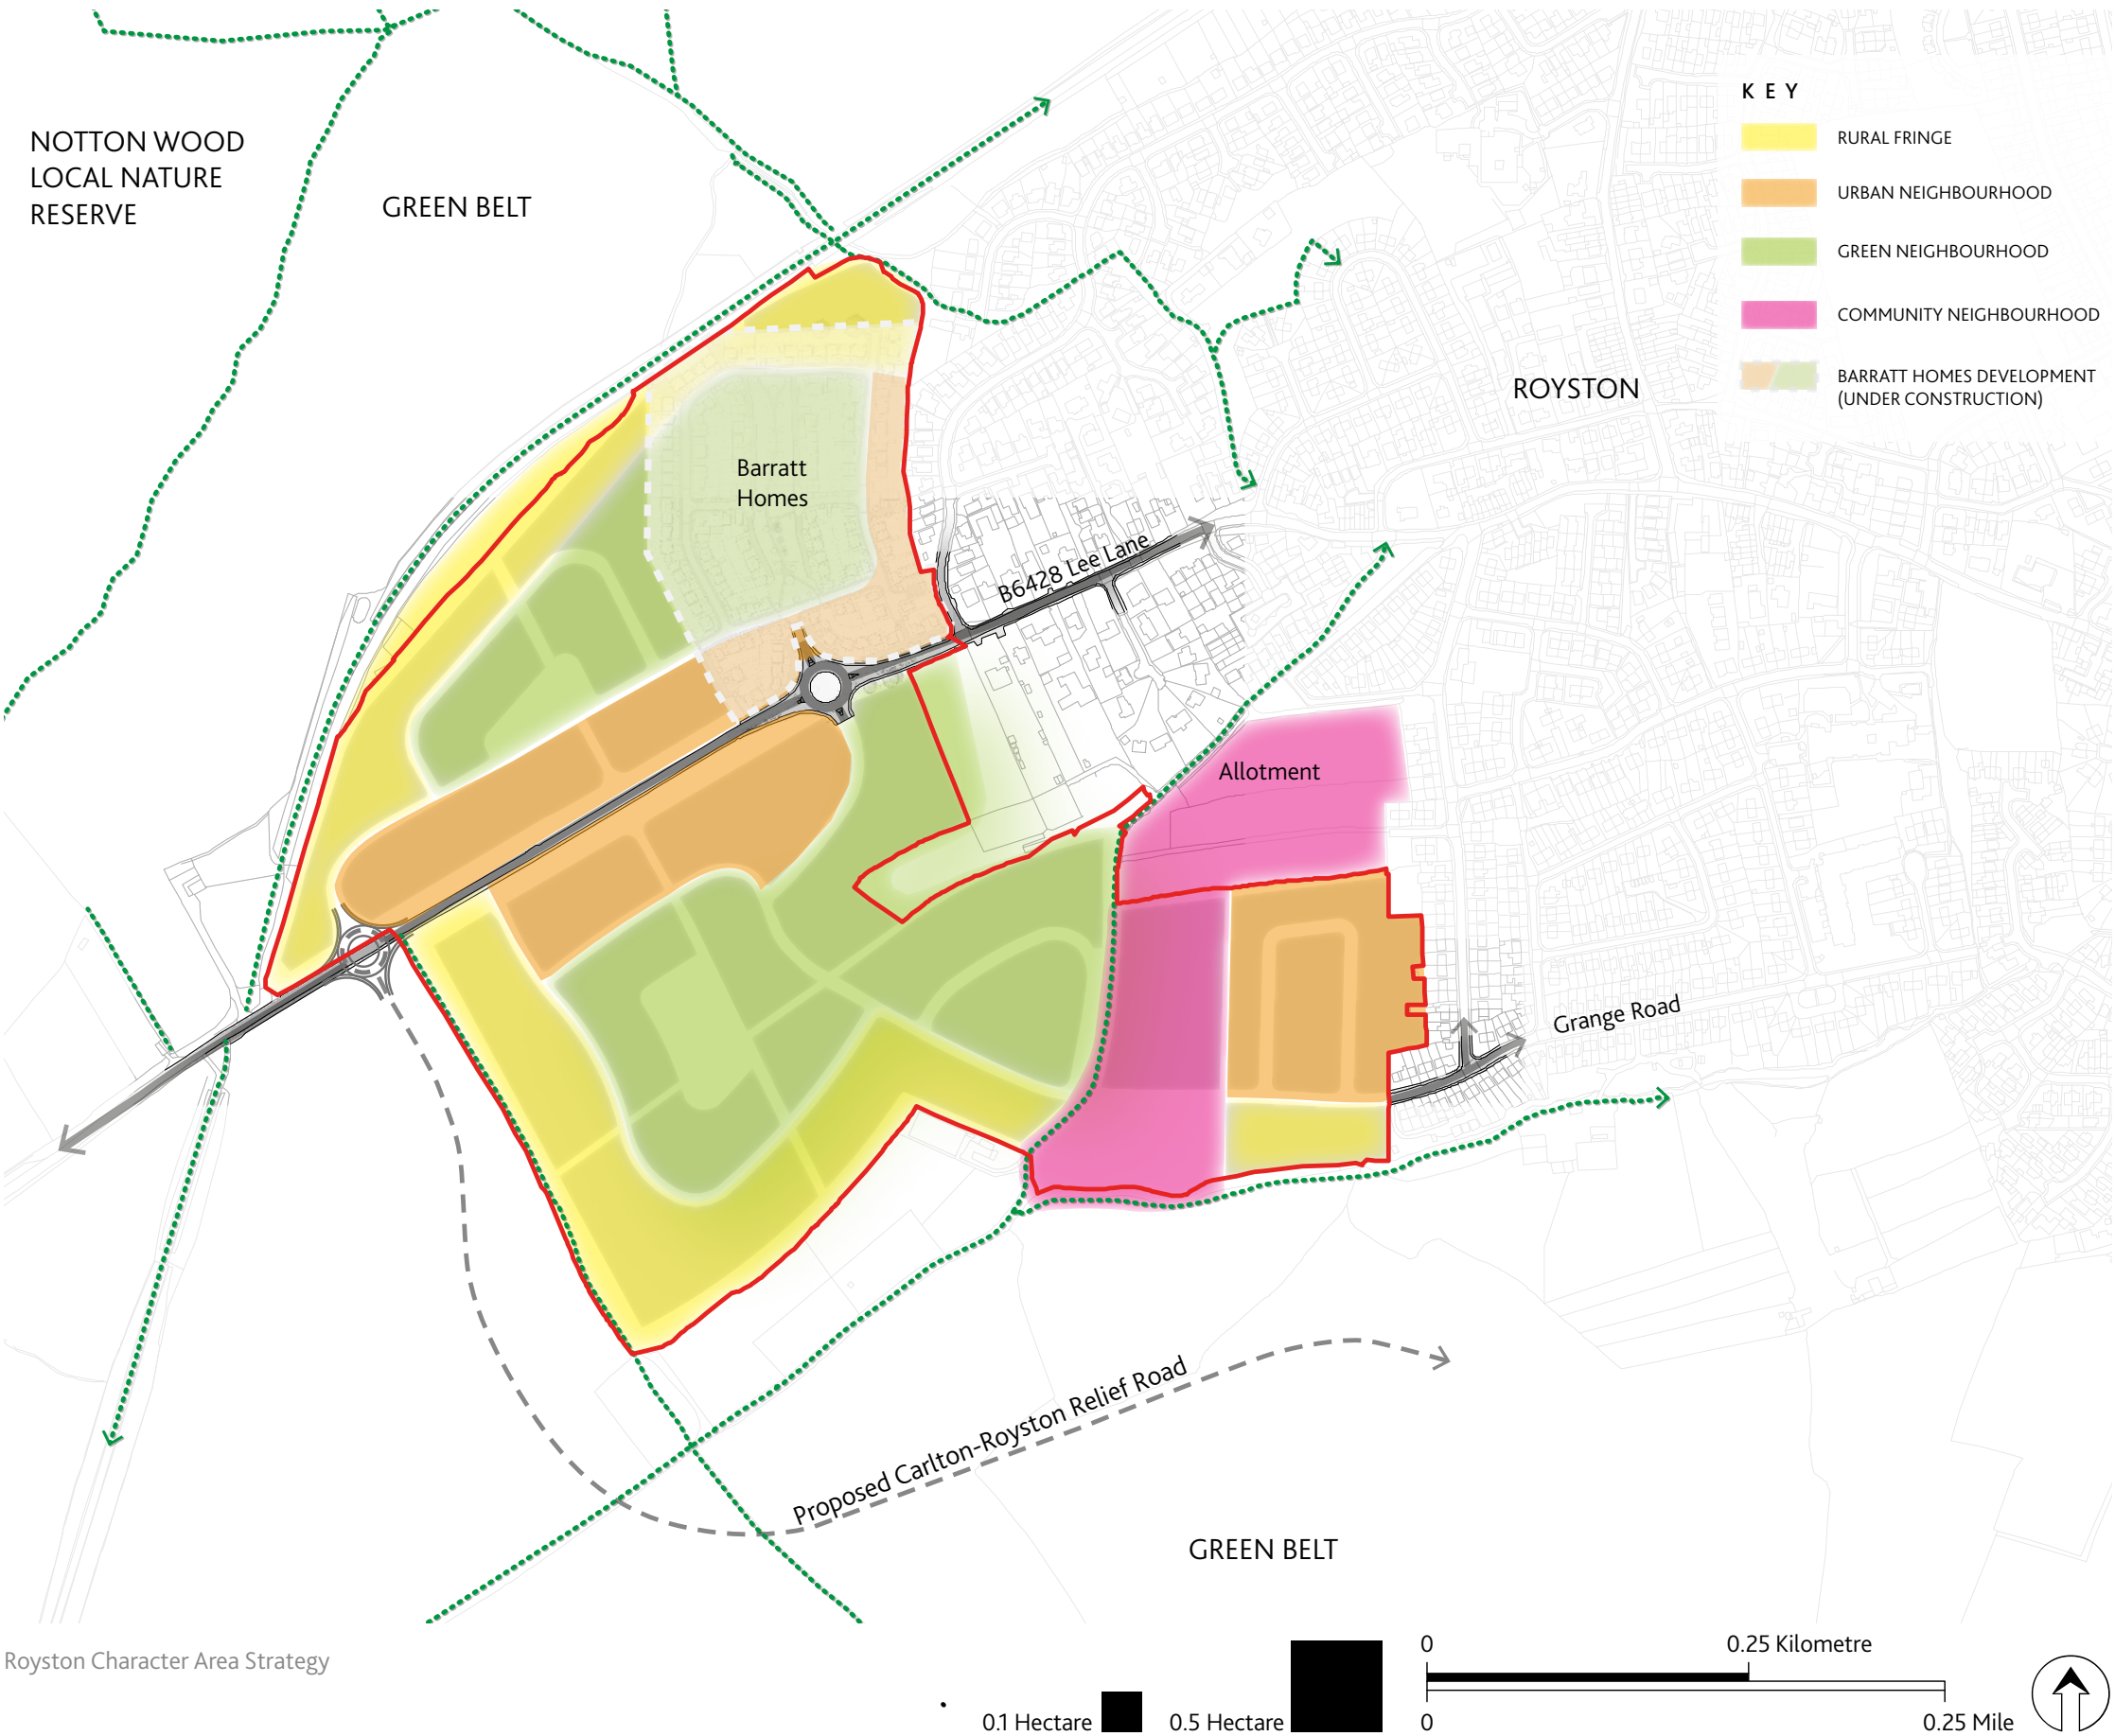 NOTTON WOOD
LOCAL NATURE
RESERVE
GREEN BELT
KEY
RURAL FRINGE
URBAN NEIGHBOURHOOD
GREEN NEIGHBOURHOOD
COMMUNITY NEIGHBOURHOOD
BARRATT HOMES DEVELOPMENT
(UNDER CONSTRUCTION)
ROYSTON
Barratt
Homes
B6428 Lee Lane
Allotment
Grange Road
Proposed Carlton-Royston Relief Road
GREEN BELT
Royston Character Area Strategy
0.1 Hectare
0.5 Hectare
0
0.25 Kilometre
0
0.25 Mile